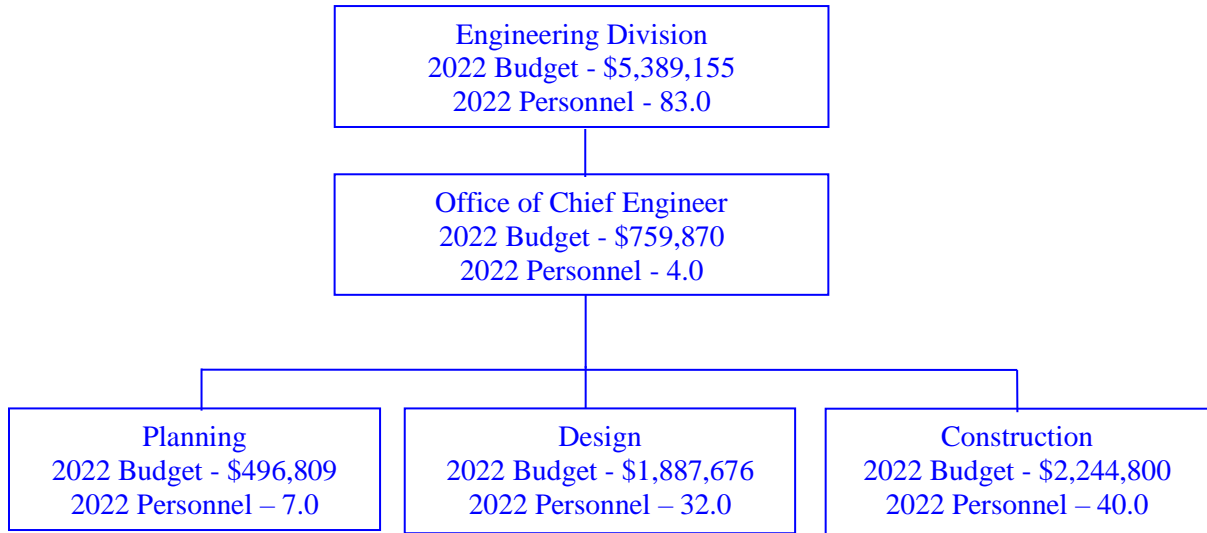 Engineering Division
2022 Budget - $5,389,155
2022 Personnel - 83.0
Office of Chief Engineer
2022 Budget - $759,870
2022 Personnel - 4.0
Planning
2022 Budget - $496,809
2022 Personnel – 7.0
Design
2022 Budget - $1,887,676
2022 Personnel – 32.0
Construction
2022 Budget - $2,244,800
2022 Personnel – 40.0